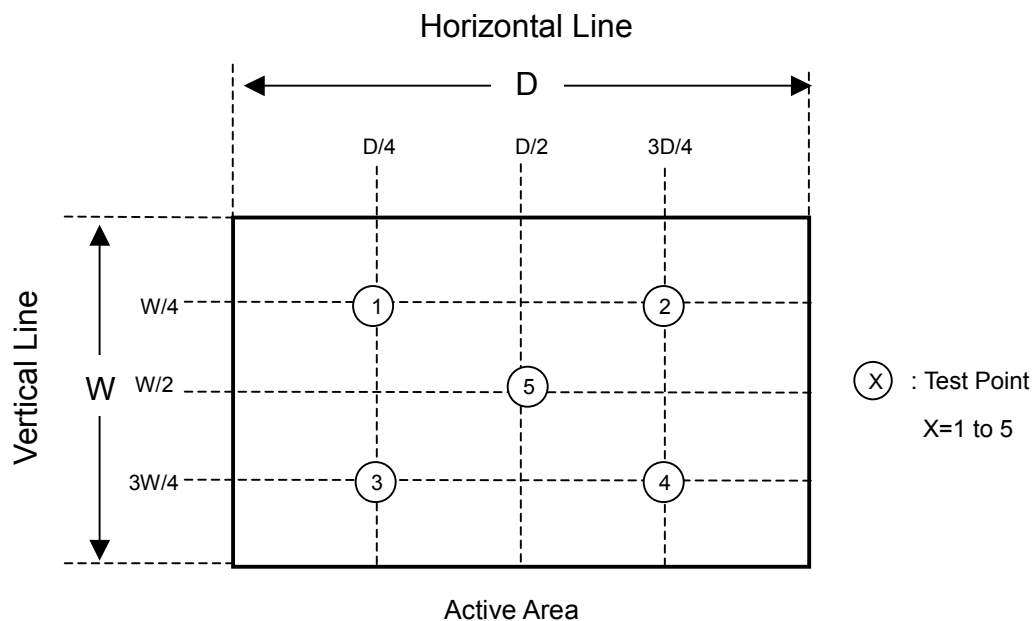 Horizontal Line
D
D/4 D/2 3D/4
Vertical Line
W
W/4
1 2
W/2
5
X : Test Point
X=1 to 5
3W/4
3 4
Active Area